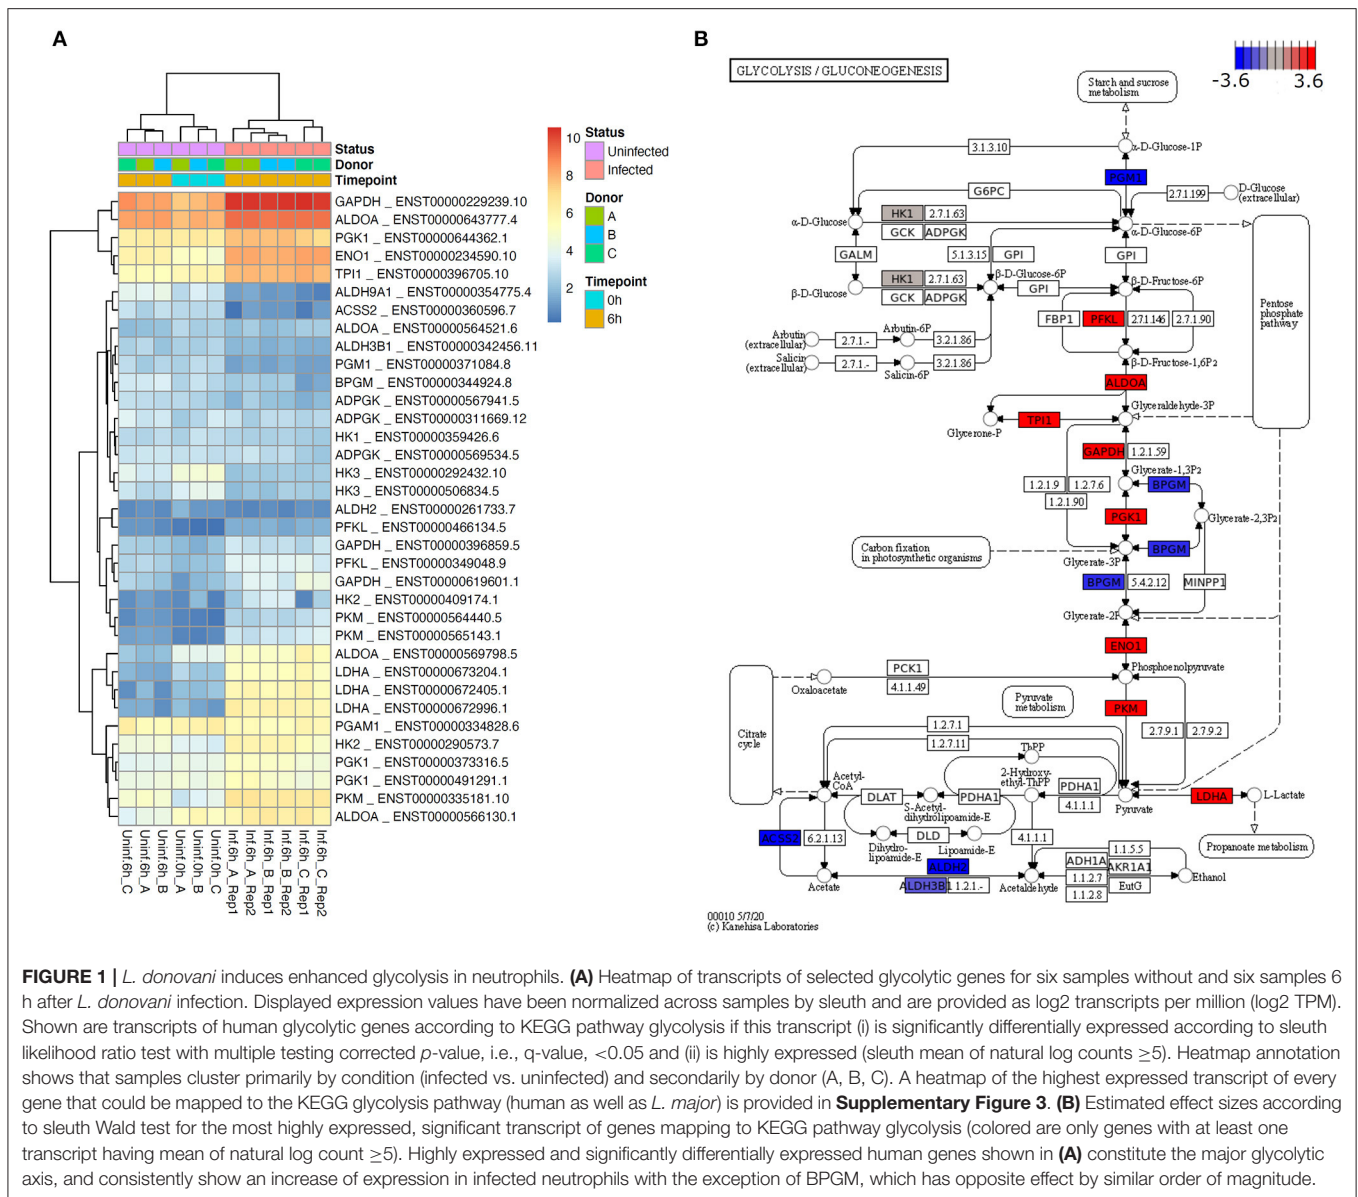 A
Status
Donor
Timepoint
GAPDH _ ENST00000229239.10
ALDOA _ ENST00000643777.4
PGK1 _ ENST00000644362.1
ENO1 _ ENST00000234590.10
TPI1 _ ENST00000396705.10
ALDH9A1 _ ENST00000354775.4
ACSS2 _ ENST00000360596.7
ALDOA _ ENST00000564521.6
ALDH3B1 _ ENST00000342456.11
PGM1 _ ENST00000371084.8
BPGM _ ENST00000344924.8
ADPGK _ ENST00000567941.5
ADPGK _ ENST00000311669.12
HK1 _ ENST00000359426.6
ADPGK _ ENST00000569534.5
HK3 _ ENST00000292432.10
HK3 _ ENST00000506834.5
ALDH2 _ ENST00000261733.7
PFKL _ ENST00000466134.5
GAPDH _ ENST00000396859.5
PFKL _ ENST00000349048.9
GAPDH _ ENST00000619601.1
HK2 _ ENST00000409174.1
PKM _ ENST00000564440.5
PKM _ ENST00000565143.1
ALDOA _ ENST00000569798.5
LDHA _ ENST00000673204.1
LDHA _ ENST00000672405.1
LDHA _ ENST00000672996.1
PGAM1 _ ENST00000334828.6
HK2 _ ENST00000290573.7
PGK1 _ ENST00000373316.5
PGK1 _ ENST00000491291.1
PKM _ ENST00000335181.10
ALDOA _ ENST00000566130.1
Uninf.6h_C
Uninf.6h_A
Uninf.6h_B
Uninf.0h_A
Uninf.0h_B
Uninf.0h_C
Inf.6h_A_Rep1
Inf.6h_A_Rep2
Inf.6h_B_Rep1
Inf.6h_B_Rep2
Inf.6h_C_Rep1
Inf.6h_C_Rep2
10
8
6
4
2
Status
Uninfected
Infected
Donor
A
B
C
Timepoint
0h
6h
B
GLYCOLYSIS / GLUCONEOGENESIS
-3.6 3.6
Starch and sucrose
metabolism
3.1.3.10
α-D-Glucose-1P
PGM1
G6PC
2.7.1.199
D-Glucose
(extracellular)
α-D-Glucose
HK1 2.7.1.63
GCK ADPGK
α-D-Glucose-6P
GALM
5.1.3.15 GPI
GPI
β-D-Glucose-6P
β-D-Fructose-6P
HK1 2.7.1.63
β-D-Glucose
GCK ADPGK
GPI
Pentose
phosphate
pathway
FBP1 PFKL 2.7.1.146 2.7.1.90
Arbutin
(extracellular)
2.7.1.-
Arbutin-6P
3.2.1.86
Salicin
(extracellular)
2.7.1.-
Salicin-6P
3.2.1.86
β-D-Fructose-1,6P2
ALDOA
Glyceraldehyde-3P
TPI1
Glycerone-P
GAPDH 1.2.1.59
Glycerate-1,3P2
1.2.1.9 1.2.7.6
1.2.1.90
BPGM
PGK1
Glycerate-2,3P2
Carbon fixation
in photosynthetic organisms
BPGM
Glycerate-3P
BPGM 5.4.2.12 MINPP1
Glycerate-2P
ENO1
PCK1
4.1.1.49
Oxaloacetate
Phosphoenolpyruvate
Pyruvate
metabolism
PKM
Citrate
cycle
1.2.7.1
1.2.7.11
2.7.9.1 2.7.9.2
ThPP
Acetyl-
CoA
2-Hydroxy-
ethyl-ThPP
DLAT
S-Acetyl-
dihydrolipoamide-E
PDHA1
PDHA1
4.1.1.1
Pyruvate
LDHA
L-Lactate
ACSS2 6.2.1.13
DLD
Dihydro-
lipoamide-E
Lipoamide-E
4.1.1.1
Propanoate metabolism
ALDH2
ALDH3B1 1.2.1.-
Acetate
Acetaldehyde
1.1.5.5
ADH1A AKR1A1
1.1.2.7 EutG
1.1.2.8
Ethanol
00010 5/7/20
(c) Kanehisa Laboratories
FIGURE 1 | L. donovani induces enhanced glycolysis in neutrophils. (A) Heatmap of transcripts of selected glycolytic genes for six samples without and six samples 6
h after L. donovani infection. Displayed expression values have been normalized across samples by sleuth and are provided as log2 transcripts per million (log2 TPM).
Shown are transcripts of human glycolytic genes according to KEGG pathway glycolysis if this transcript (i) is significantly differentially expressed according to sleuth
likelihood ratio test with multiple testing corrected p-value, i.e., q-value, <0.05 and (ii) is highly expressed (sleuth mean of natural log counts ≥5). Heatmap annotation
shows that samples cluster primarily by condition (infected vs. uninfected) and secondarily by donor (A, B, C). A heatmap of the highest expressed transcript of every
gene that could be mapped to the KEGG glycolysis pathway (human as well as L. major) is provided in Supplementary Figure 3. (B) Estimated effect sizes according
to sleuth Wald test for the most highly expressed, significant transcript of genes mapping to KEGG pathway glycolysis (colored are only genes with at least one
transcript having mean of natural log count ≥5). Highly expressed and significantly differentially expressed human genes shown in (A) constitute the major glycolytic
axis, and consistently show an increase of expression in infected neutrophils with the exception of BPGM, which has opposite effect by similar order of magnitude.